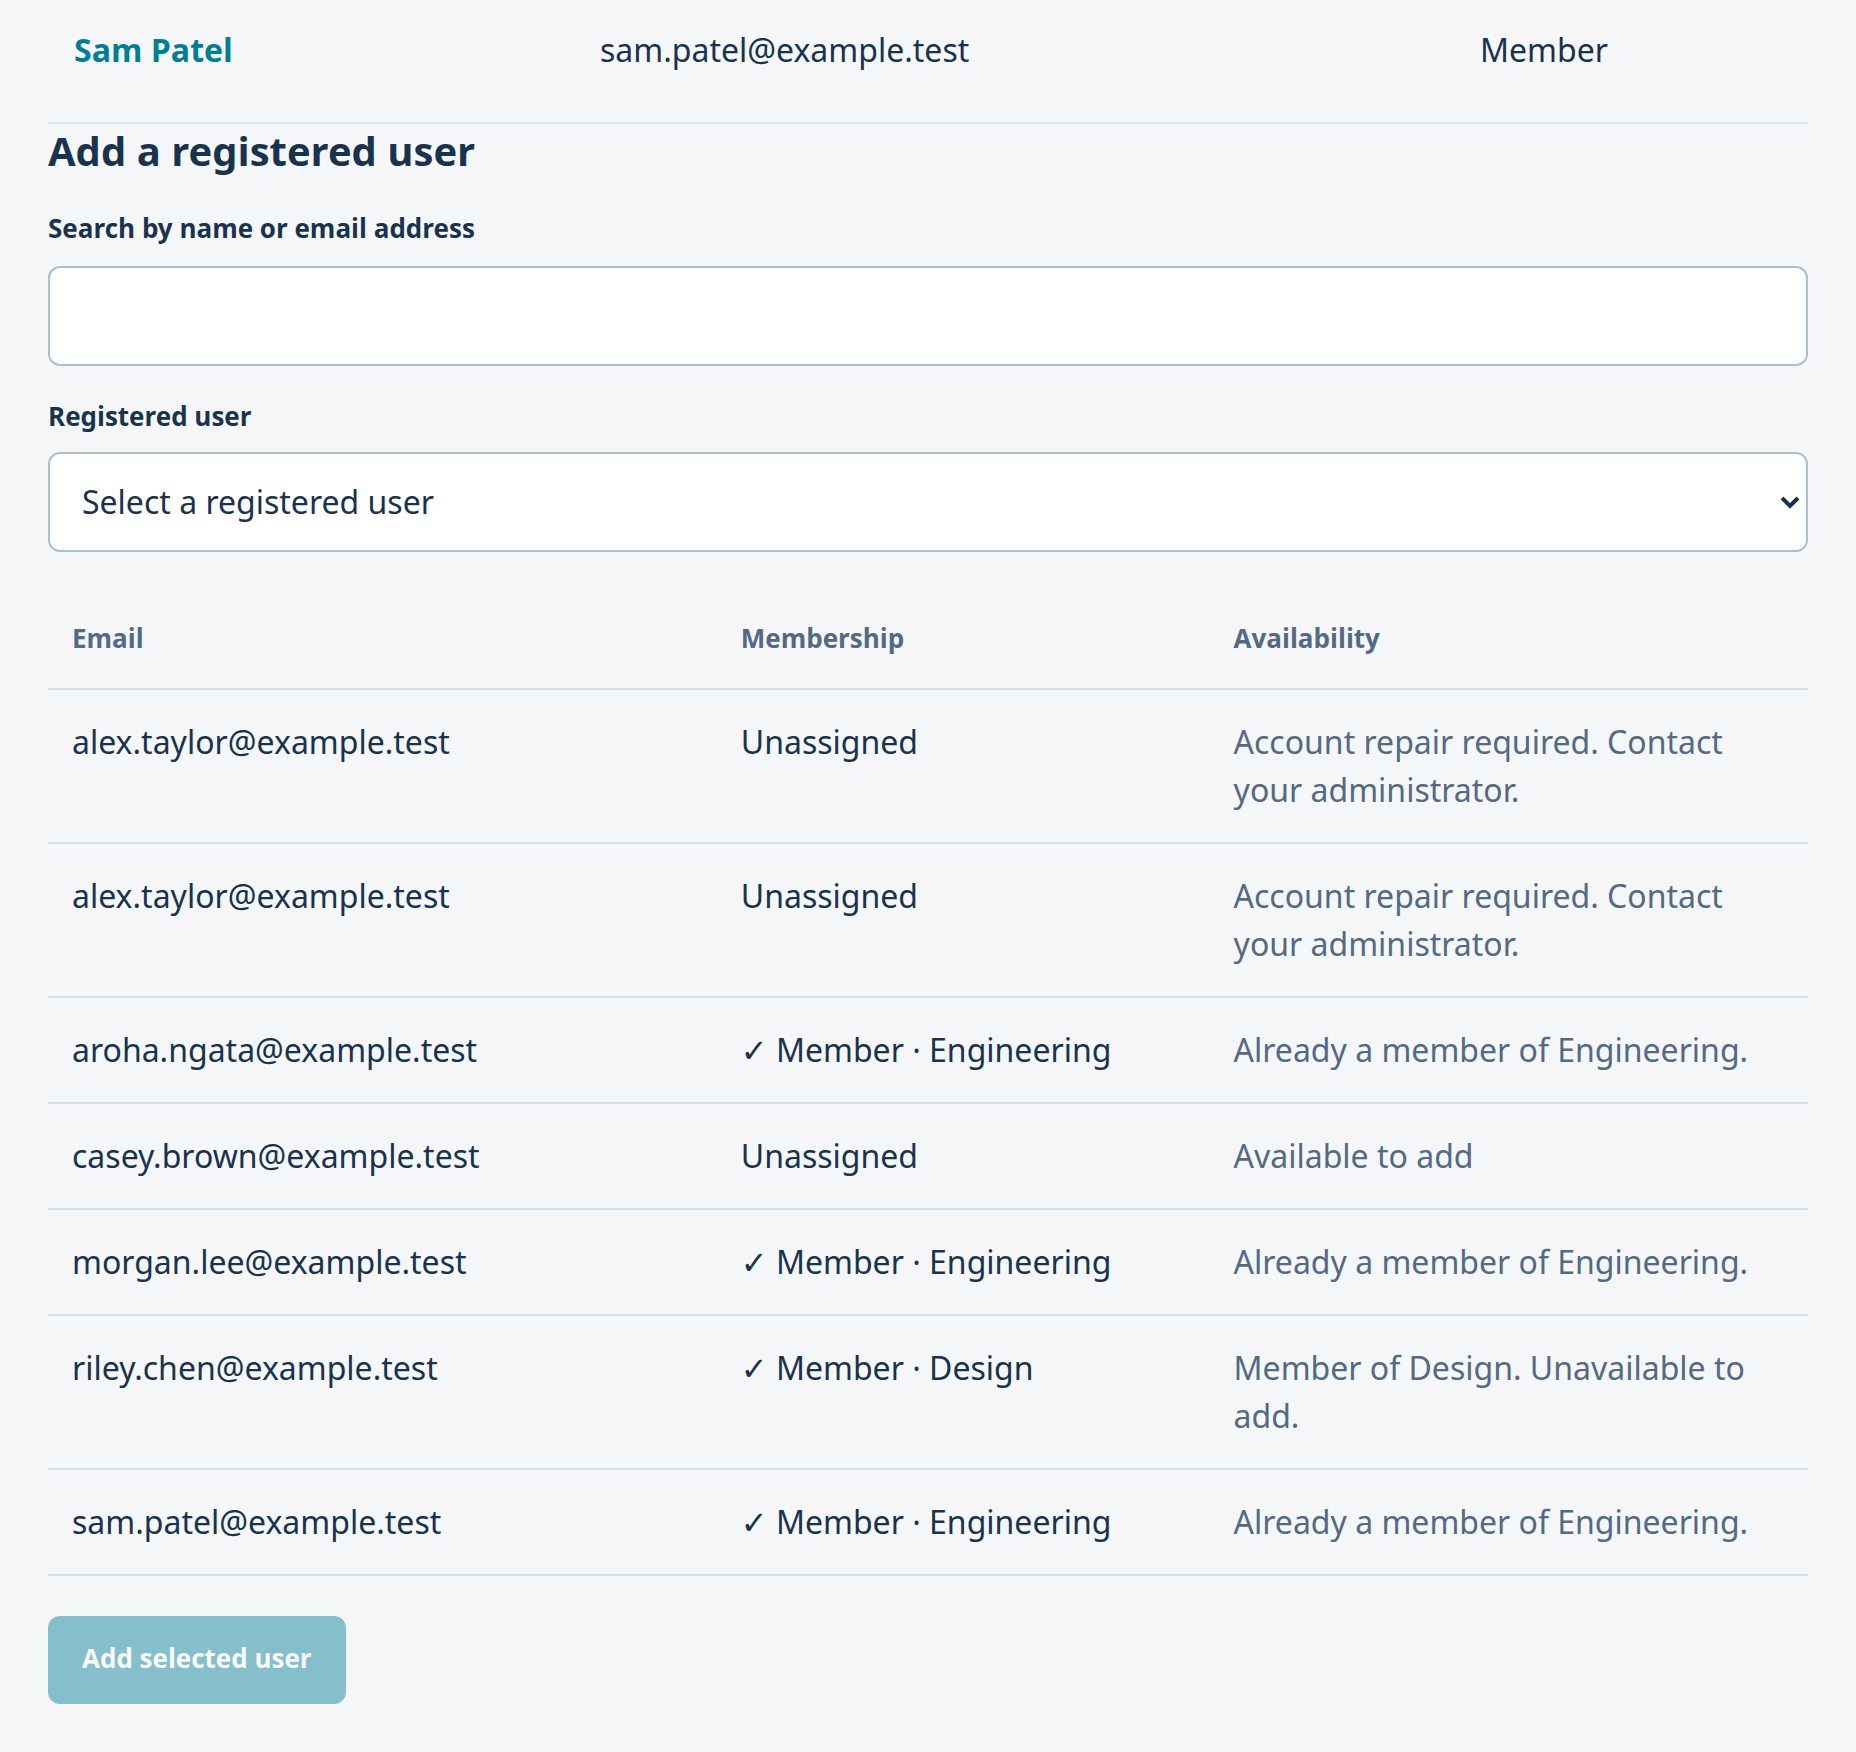 Sam Patel sam.patel@example.test Member
Add a registered user
Search by name or email address
Registered user
Select a registered user
Email Membership Availability
alex.taylor@example.test Unassigned Account repair required. Contact
your administrator.
alex.taylor@example.test Unassigned Account repair required. Contact
your administrator.
aroha.ngata@example.test ✓ Member · Engineering Already a member of Engineering.
casey.brown@example.test Unassigned Available to add
morgan.lee@example.test ✓ Member · Engineering Already a member of Engineering.
riley.chen@example.test ✓ Member · Design Member of Design. Unavailable to
add.
sam.patel@example.test ✓ Member · Engineering Already a member of Engineering.
Add selected user